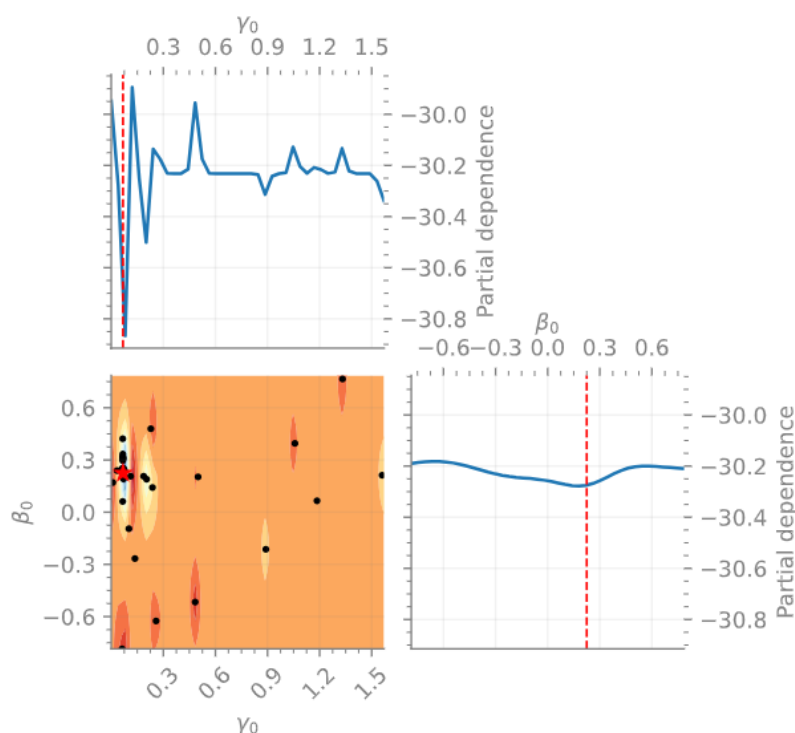 γ₀
0.3 0.6 0.9 1.2 1.5
−30.0
−30.2
−30.4
−30.6
−30.8
Partial dependence
β₀
−0.6 −0.3 0.0 0.3 0.6
0.6
0.3
0.0
−0.3
−0.6
β₀
0.3 0.6 0.9 1.2 1.5
γ₀
−30.0
−30.2
−30.4
−30.6
−30.8
Partial dependence